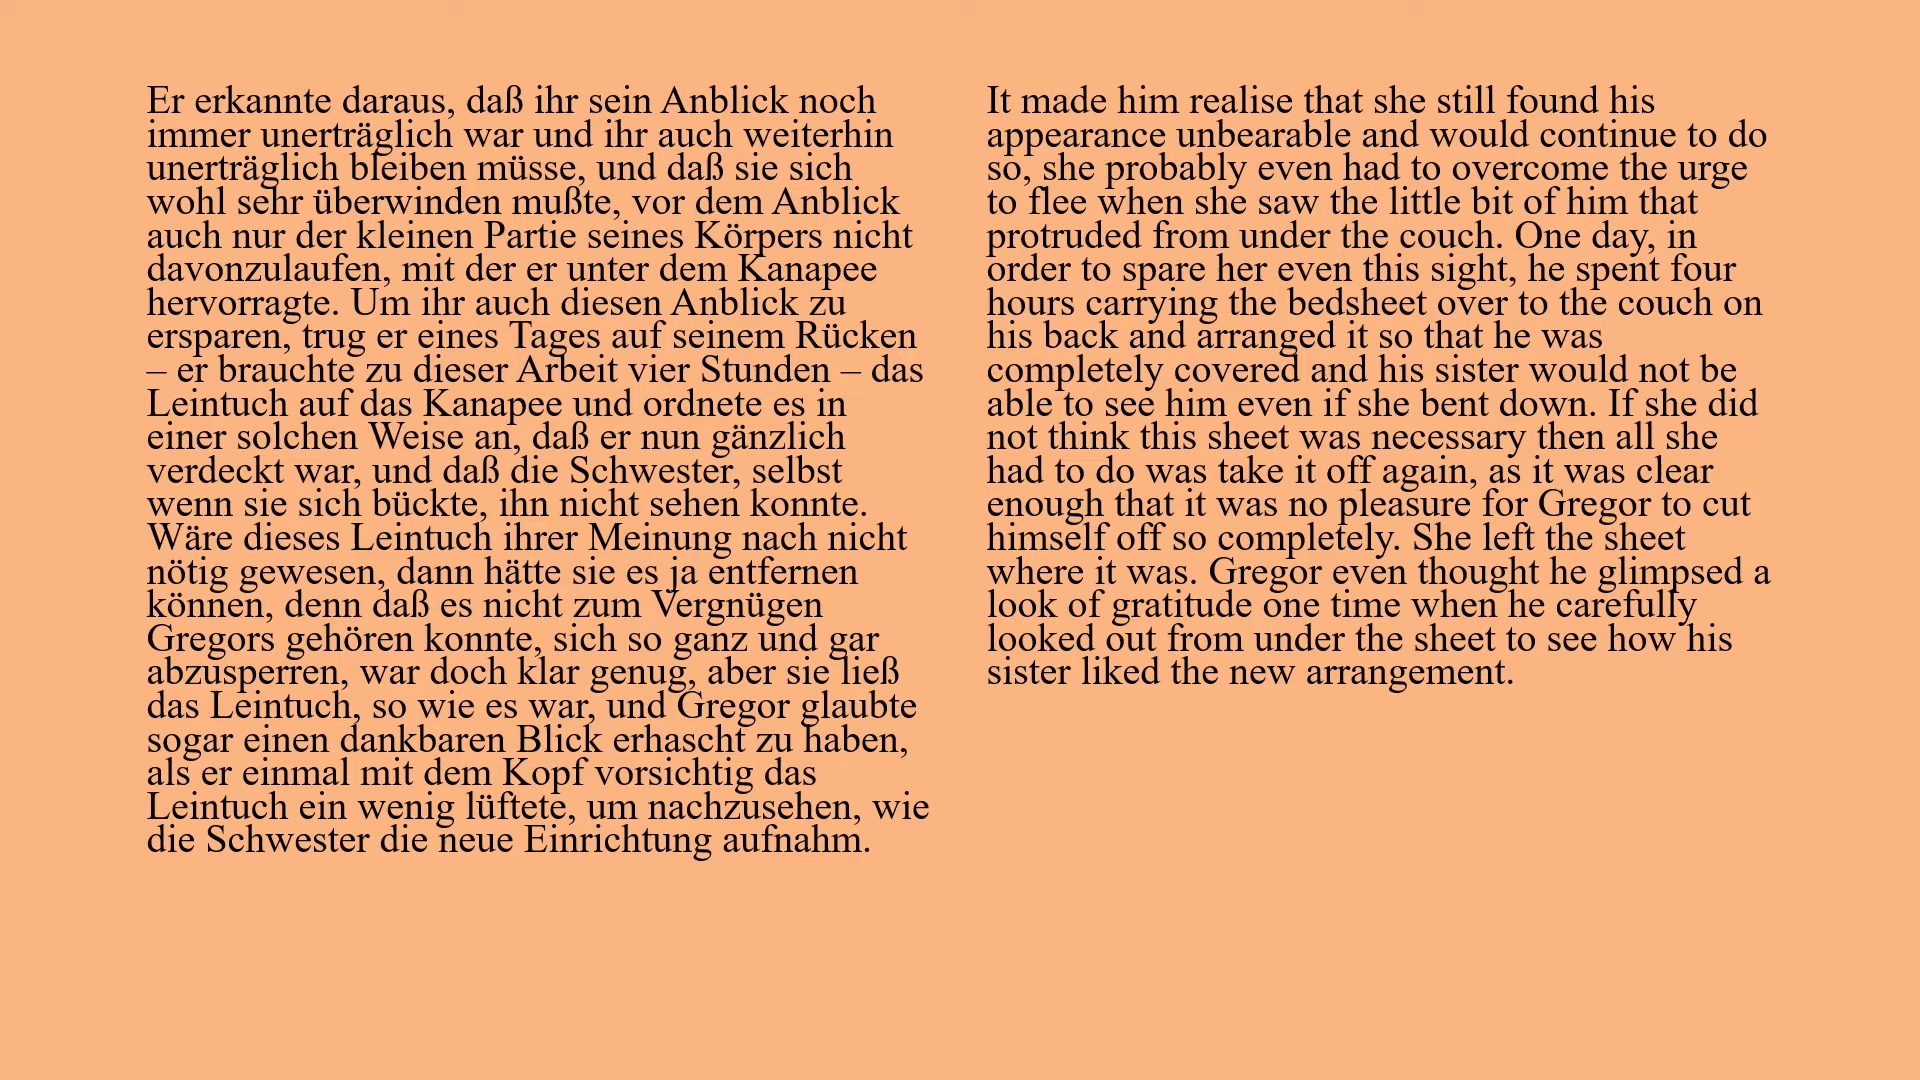 Er erkannte daraus, daß ihr sein Anblick noch
immer unerträglich war und ihr auch weiterhin
unerträglich bleiben müsse, und daß sie sich
wohl sehr überwinden mußte, vor dem Anblick
auch nur der kleinen Partie seines Körpers nicht
davonzulaufen, mit der er unter dem Kanapee
hervorragte. Um ihr auch diesen Anblick zu
ersparen, trug er eines Tages auf seinem Rücken
– er brauchte zu dieser Arbeit vier Stunden – das
Leintuch auf das Kanapee und ordnete es in
einer solchen Weise an, daß er nun gänzlich
verdeckt war, und daß die Schwester, selbst
wenn sie sich bückte, ihn nicht sehen konnte.
Wäre dieses Leintuch ihrer Meinung nach nicht
nötig gewesen, dann hätte sie es ja entfernen
können, denn daß es nicht zum Vergnügen
Gregors gehören konnte, sich so ganz und gar
abzusperren, war doch klar genug, aber sie ließ
das Leintuch, so wie es war, und Gregor glaubte
sogar einen dankbaren Blick erhascht zu haben,
als er einmal mit dem Kopf vorsichtig das
Leintuch ein wenig lüftete, um nachzusehen, wie
die Schwester die neue Einrichtung aufnahm.
It made him realise that she still found his
appearance unbearable and would continue to do
so, she probably even had to overcome the urge
to flee when she saw the little bit of him that
protruded from under the couch. One day, in
order to spare her even this sight, he spent four
hours carrying the bedsheet over to the couch on
his back and arranged it so that he was
completely covered and his sister would not be
able to see him even if she bent down. If she did
not think this sheet was necessary then all she
had to do was take it off again, as it was clear
enough that it was no pleasure for Gregor to cut
himself off so completely. She left the sheet
where it was. Gregor even thought he glimpsed a
look of gratitude one time when he carefully
looked out from under the sheet to see how his
sister liked the new arrangement.